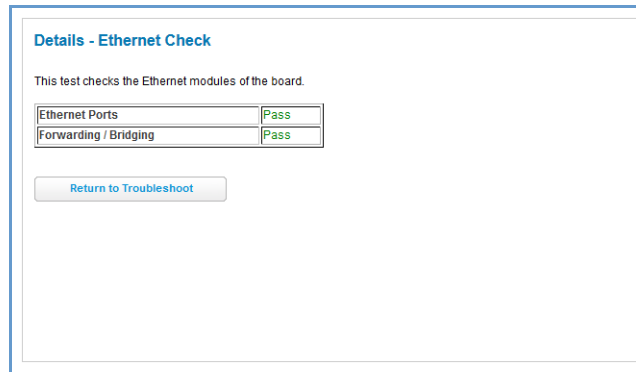 Details - Ethernet Check
This test checks the Ethernet modules of the board.
Ethernet Ports Pass
Forwarding / Bridging Pass
Return to Troubleshoot